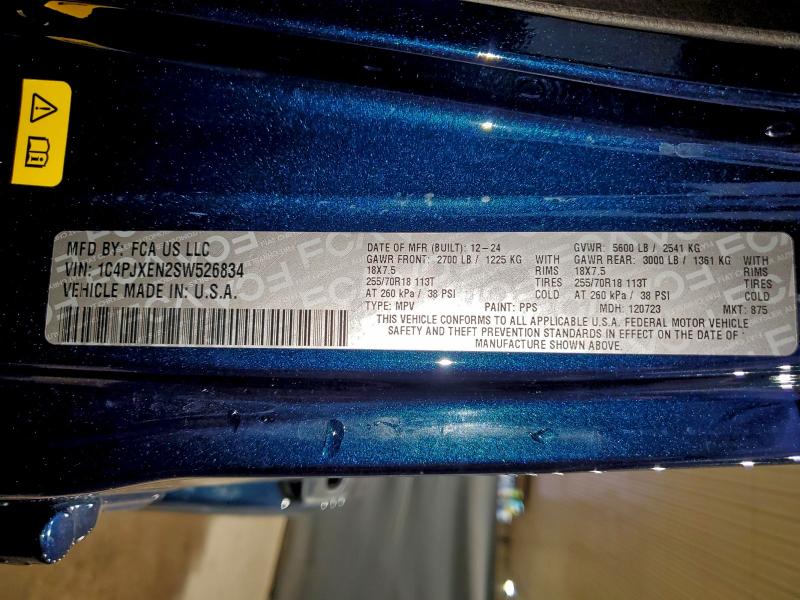 MFD BY: FCA US LLC
VIN: 1C4PJXEN2SW526834
VEHICLE MADE IN: U.S.A.
DATE OF MFR (BUILT): 12-24 GVWR: 5600 LB / 2541 KG
GAWR FRONT: 2700 LB / 1225 KG WITH GAWR REAR: 3000 LB / 1361 KG WITH
18X7.5 RIMS 18X7.5 RIMS
255/70R18 113T TIRES 255/70R18 113T TIRES
AT 260 kPa / 38 PSI COLD AT 260 kPa / 38 PSI COLD
TYPE: MPV PAINT: PPS MDH: 120723 MKT: 875
THIS VEHICLE CONFORMS TO ALL APPLICABLE U.S.A. FEDERAL MOTOR VEHICLE
SAFETY AND THEFT PREVENTION STANDARDS IN EFFECT ON THE DATE OF
MANUFACTURE SHOWN ABOVE.